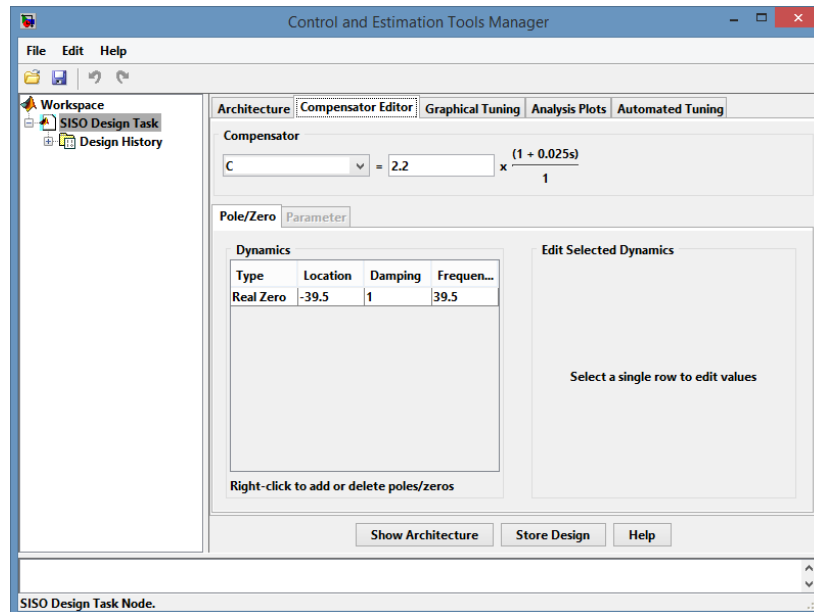 Control and Estimation Tools Manager
File Edit Help
Workspace
SISO Design Task
Design History
Architecture Compensator Editor Graphical Tuning Analysis Plots Automated Tuning
Compensator
C = 2.2 x (1 + 0.025s)
1
Pole/Zero Parameter
Dynamics
Type Location Damping Frequen...
Real Zero -39.5 1 39.5
Right-click to add or delete poles/zeros
Edit Selected Dynamics
Select a single row to edit values
Show Architecture Store Design Help
SISO Design Task Node.